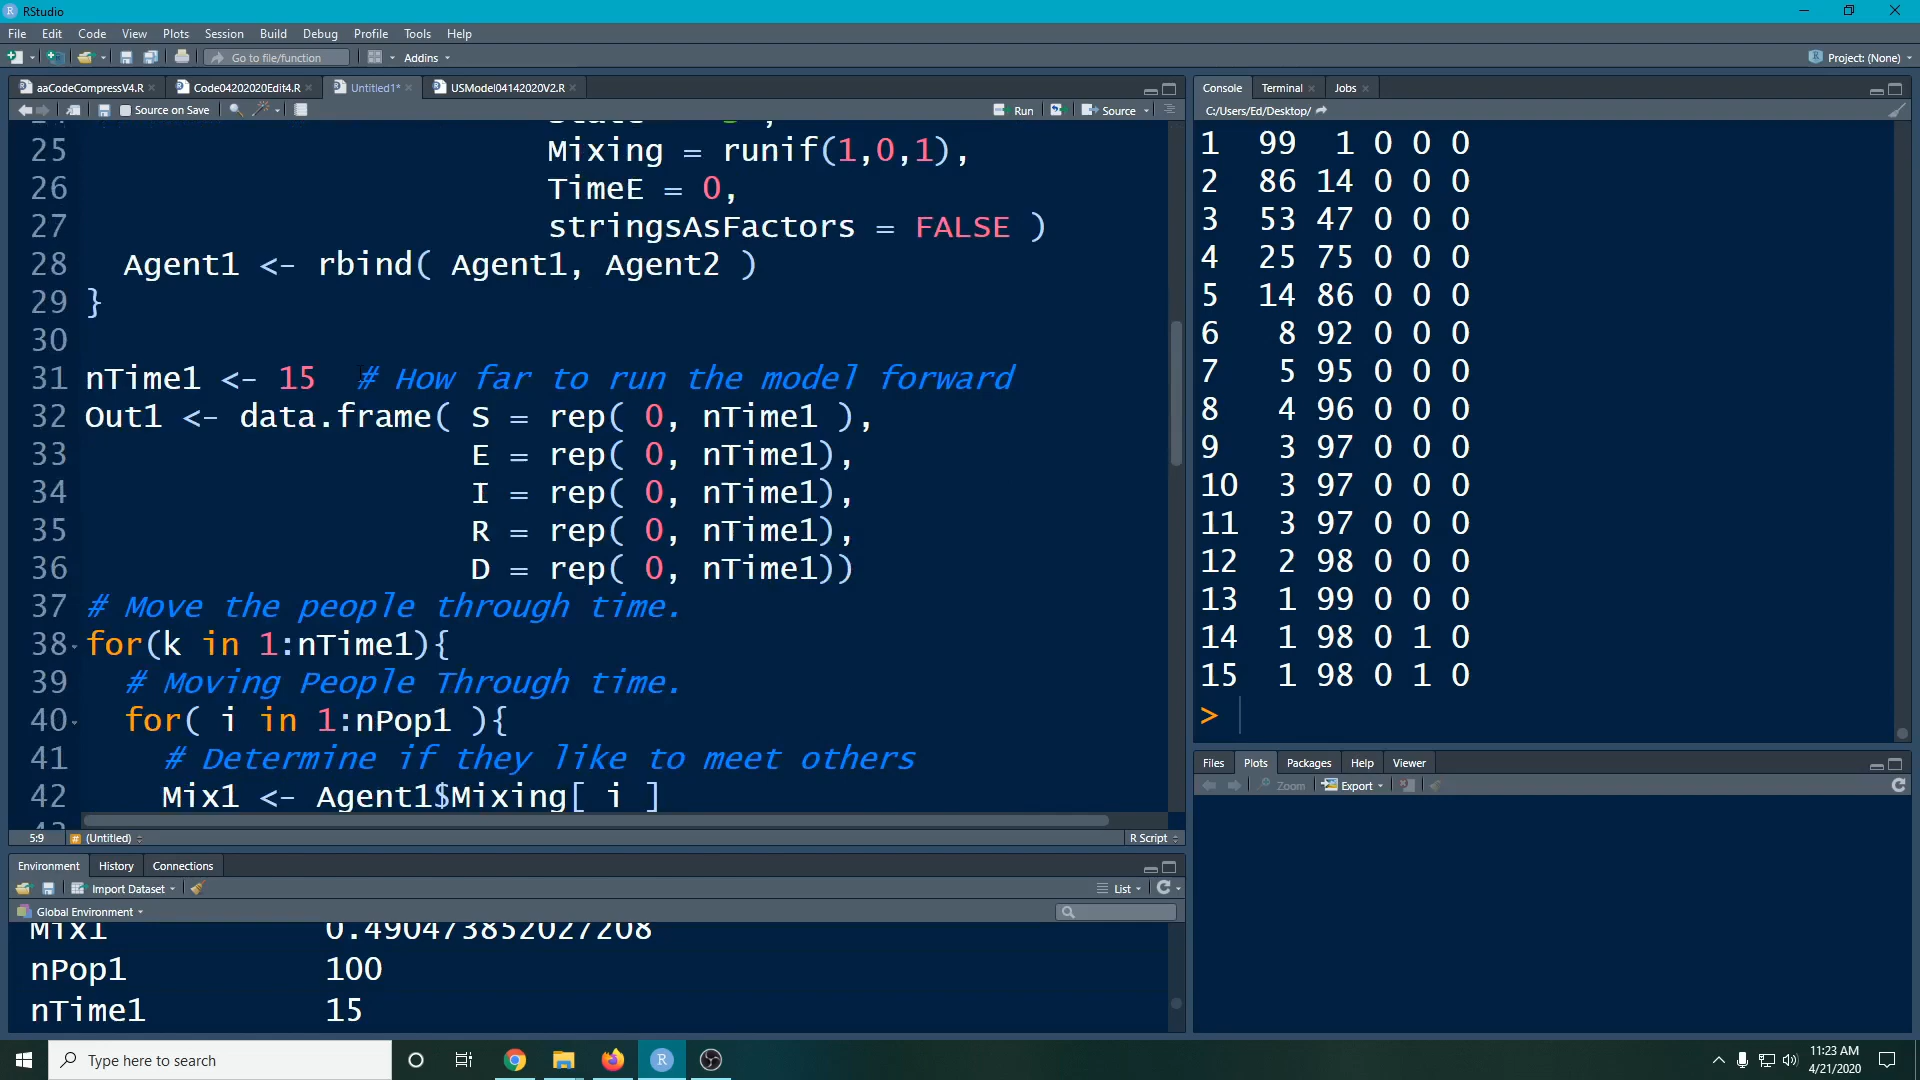 RStudio
File Edit Code View Plots Session Build Debug Profile Tools Help
Go to file/function Addins Project: (None)
aaCodeCompressV4.R Code04202020Edit4.R Untitled1* USModel04142020V2.R
Source on Save Run Source
25 Mixing = runif(1,0,1),
26 TimeE = 0,
27 stringsAsFactors = FALSE )
28 Agent1 <- rbind( Agent1, Agent2 )
29 }
30
31 nTime1 <- 15 # How far to run the model forward
32 Out1 <- data.frame( S = rep( 0, nTime1 ),
33 E = rep( 0, nTime1),
34 I = rep( 0, nTime1),
35 R = rep( 0, nTime1),
36 D = rep( 0, nTime1))
37 # Move the people through time.
38 for(k in 1:nTime1){
39 # Moving People Through time.
40 for( i in 1:nPop1 ){
41 # Determine if they like to meet others
42 Mix1 <- Agent1$Mixing[ i ]
5:9 (Untitled) R Script
Environment History Connections
Import Dataset List
Global Environment
Mix1 0.490473852027208
nPop1 100
nTime1 15
Console Terminal Jobs
C:/Users/Ed/Desktop/
1 99 1 0 0 0
2 86 14 0 0 0
3 53 47 0 0 0
4 25 75 0 0 0
5 14 86 0 0 0
6 8 92 0 0 0
7 5 95 0 0 0
8 4 96 0 0 0
9 3 97 0 0 0
10 3 97 0 0 0
11 3 97 0 0 0
12 2 98 0 0 0
13 1 99 0 0 0
14 1 98 0 1 0
15 1 98 0 1 0
>
Files Plots Packages Help Viewer
Zoom Export
Type here to search
11:23 AM
4/21/2020